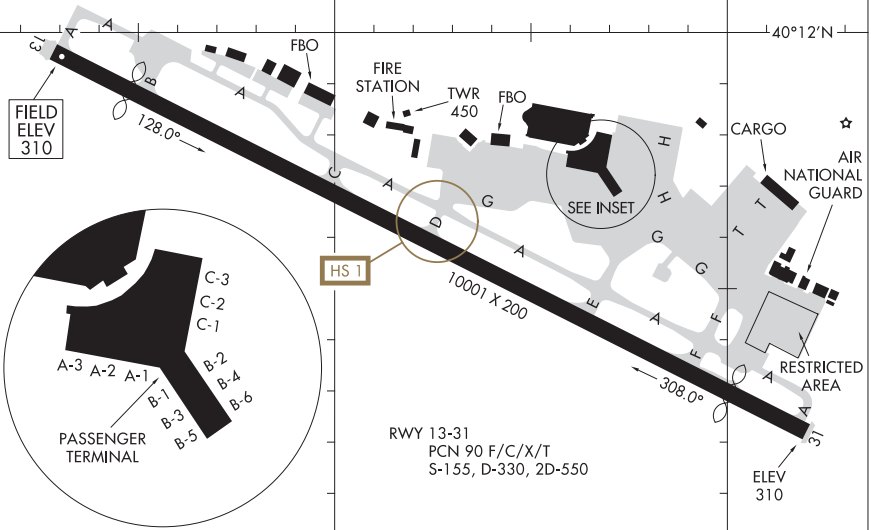 40°12'N
13
A
A
FBO
FIRE
STATION
TWR
450
FBO
B
A
H
CARGO
FIELD
ELEV
310
128.0°
AIR
NATIONAL
GUARD
C
A
G
H
SEE INSET
T
T
D
G
G
HS 1
A
10001 X 200
E
A
F
F
C-3
C-2
C-1
A-3
A-2
A-1
B-2
B-4
B-6
B-1
B-3
B-5
PASSENGER
TERMINAL
308.0°
A
RESTRICTED
AREA
A
31
RWY 13-31
PCN 90 F/C/X/T
S-155, D-330, 2D-550
ELEV
310